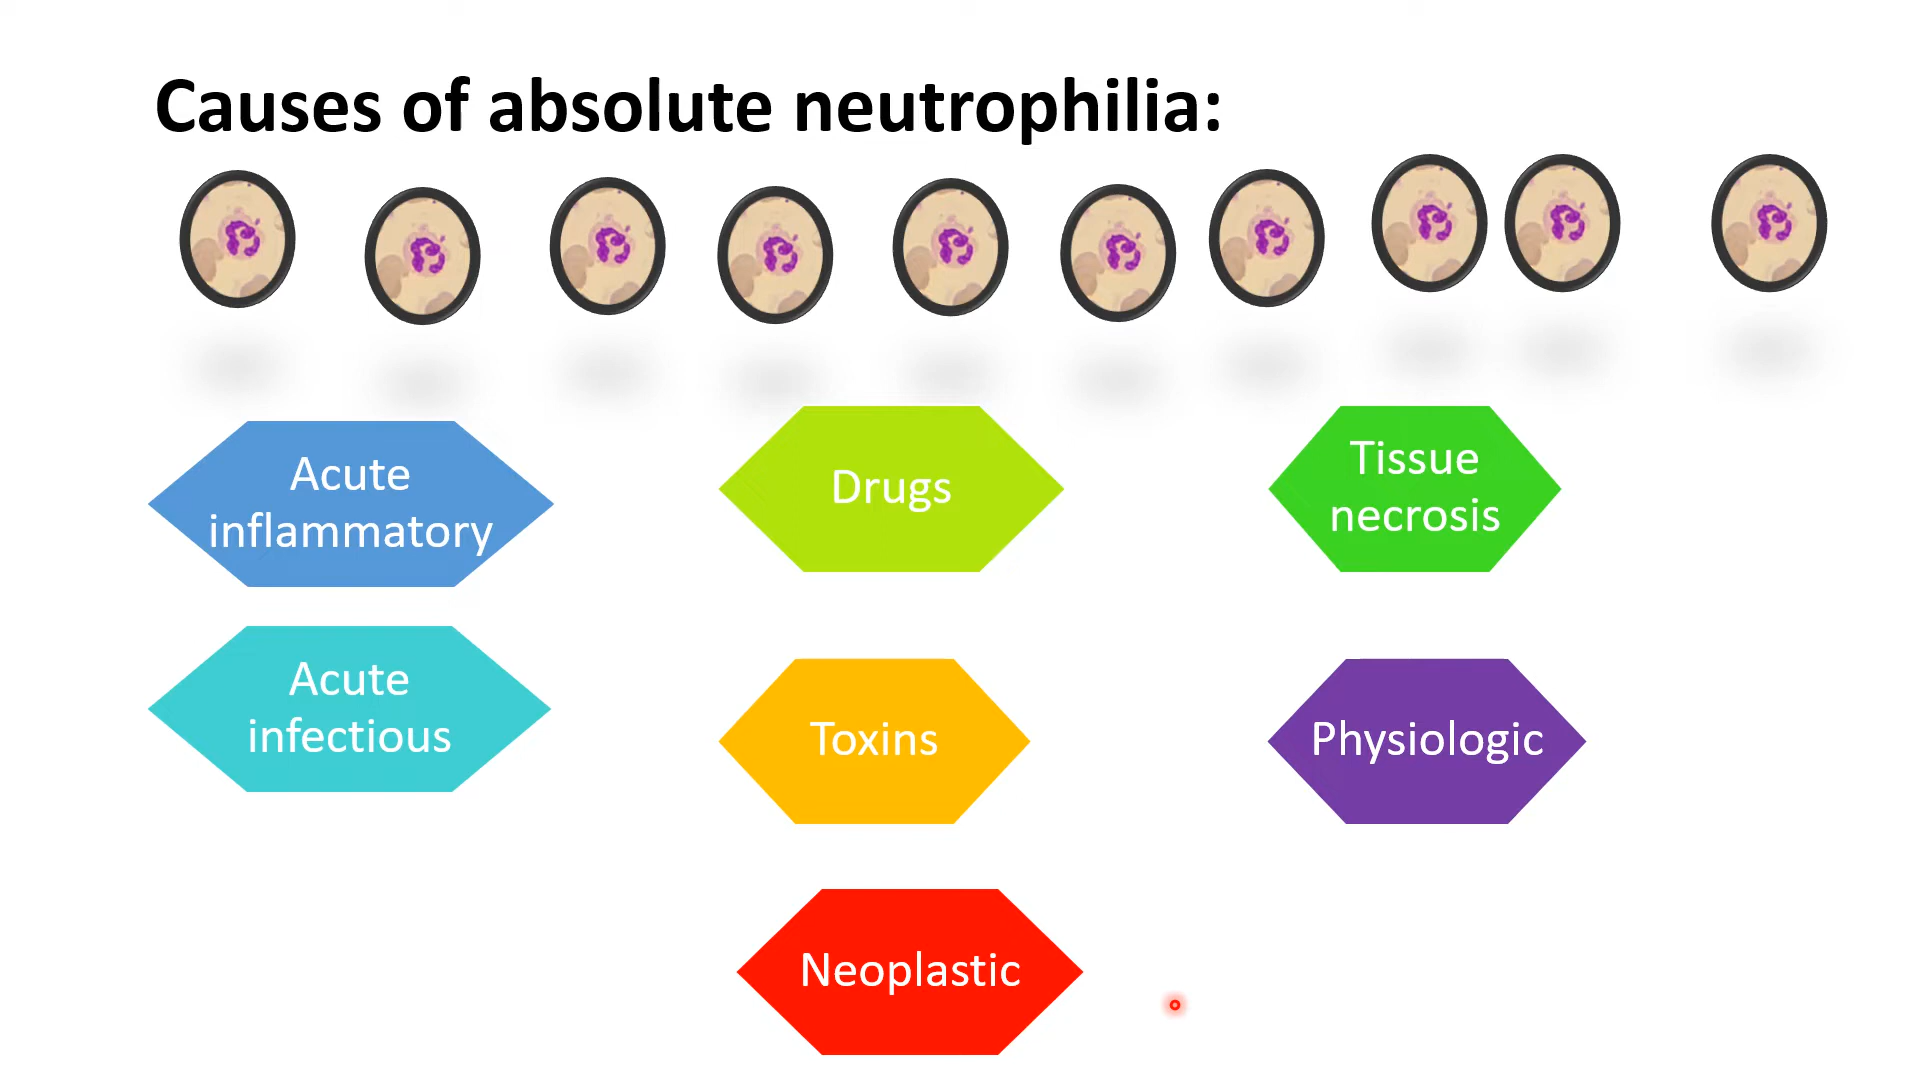 Causes of absolute neutrophilia:
Acute
inflammatory
Drugs
Tissue
necrosis
Acute
infectious
Toxins
Physiologic
Neoplastic